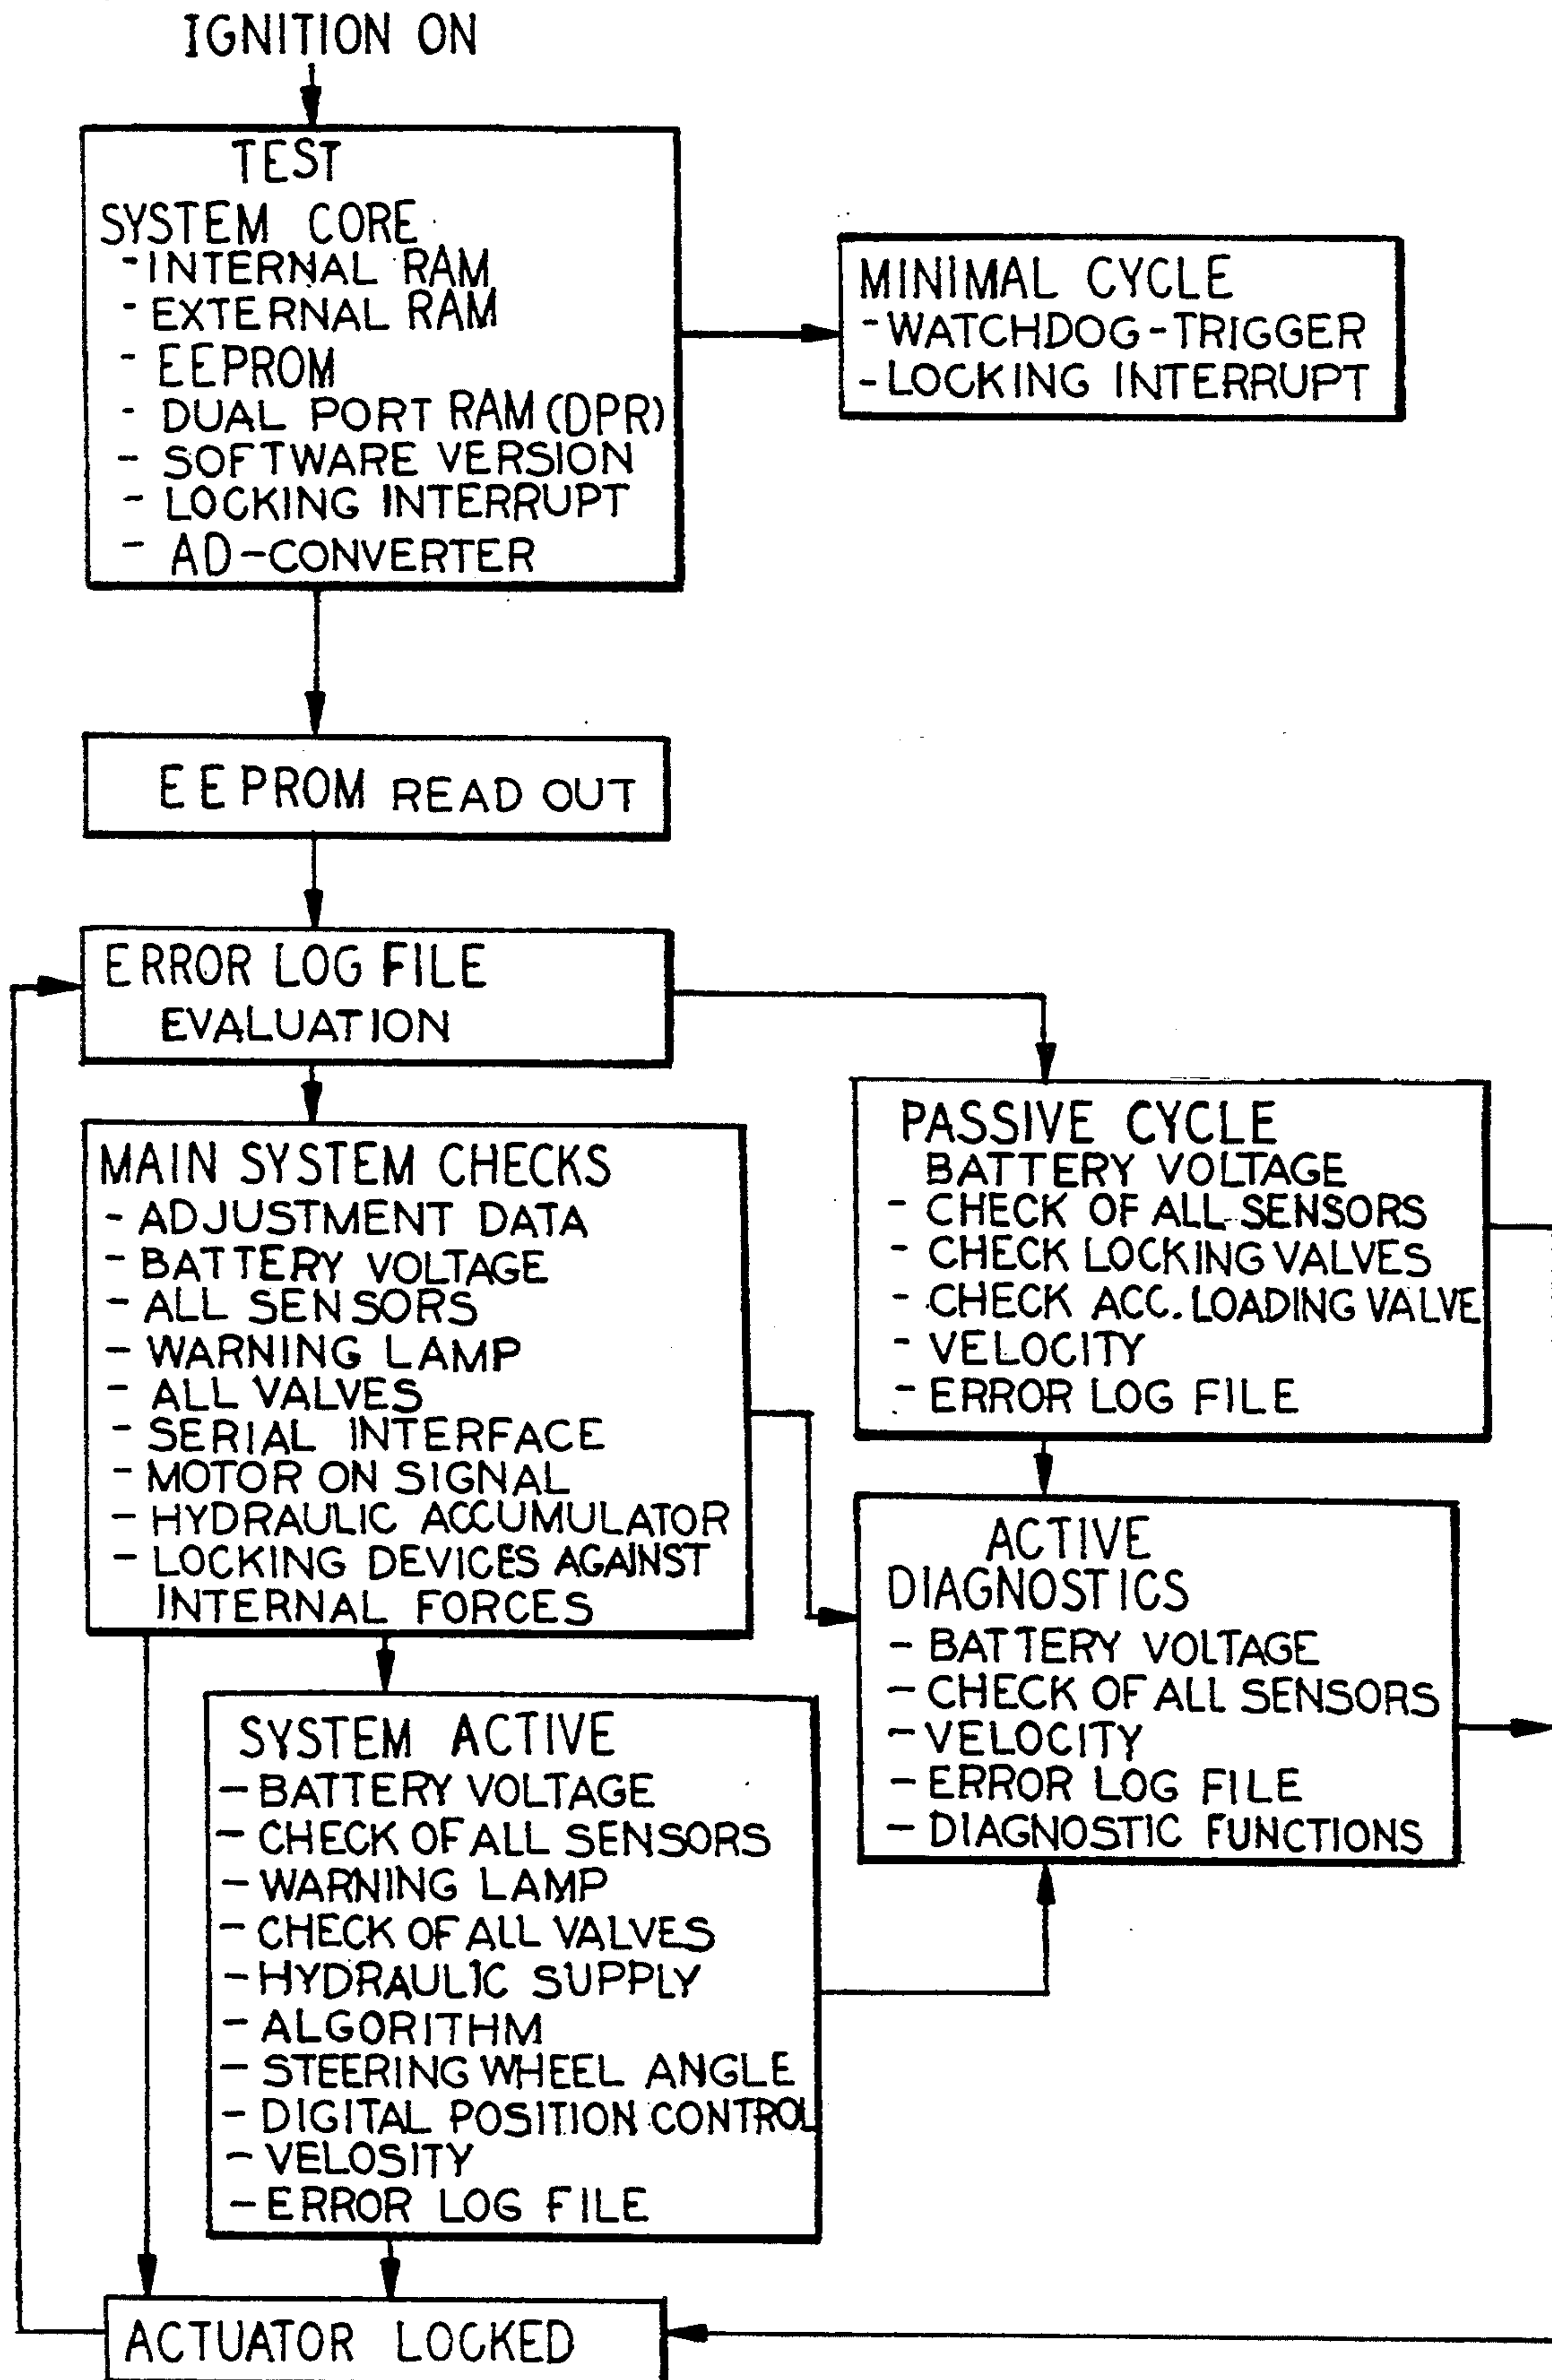 IGNITION ON
TEST
SYSTEM CORE
- INTERNAL RAM
- EXTERNAL RAM
- EEPROM
- DUAL PORT RAM (DPR)
- SOFTWARE VERSION
- LOCKING INTERRUPT
- AD-CONVERTER
MINIMAL CYCLE
- WATCHDOG-TRIGGER
- LOCKING INTERRUPT
EEPROM READ OUT
ERROR LOG FILE
EVALUATION
MAIN SYSTEM CHECKS
- ADJUSTMENT DATA
- BATTERY VOLTAGE
- ALL SENSORS
- WARNING LAMP
- ALL VALVES
- SERIAL INTERFACE
- MOTOR ON SIGNAL
- HYDRAULIC ACCUMULATOR
- LOCKING DEVICES AGAINST
INTERNAL FORCES
PASSIVE CYCLE
BATTERY VOLTAGE
- CHECK OF ALL SENSORS
- CHECK LOCKING VALVES
- CHECK ACC. LOADING VALVE
- VELOCITY
- ERROR LOG FILE
ACTIVE
DIAGNOSTICS
- BATTERY VOLTAGE
- CHECK OF ALL SENSORS
- VELOCITY
- ERROR LOG FILE
- DIAGNOSTIC FUNCTIONS
SYSTEM ACTIVE
- BATTERY VOLTAGE
- CHECK OF ALL SENSORS
- WARNING LAMP
- CHECK OF ALL VALVES
- HYDRAULIC SUPPLY
- ALGORITHM
- STEERING WHEEL ANGLE
- DIGITAL POSITION CONTROL
- VELOSITY
- ERROR LOG FILE
ACTUATOR LOCKED